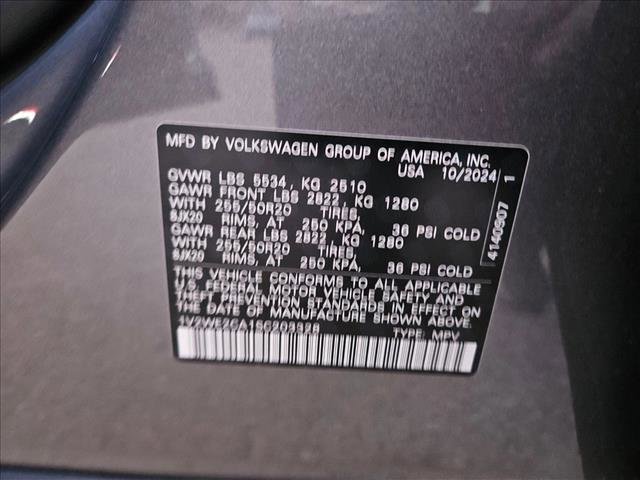 MFD BY VOLKSWAGEN GROUP OF AMERICA, INC.
USA 10/2024
GVWR LBS 5534, KG 2510
GAWR FRONT LBS 2822, KG 1280
WITH 255/50R20 TIRES,
8JX20 RIMS, AT 250 KPA, 36 PSI COLD
GAWR REAR LBS 2822, KG 1280
WITH 255/50R20 TIRES,
8JX20 RIMS, AT 250 KPA, 36 PSI COLD
THIS VEHICLE CONFORMS TO ALL APPLICABLE
U.S. FEDERAL MOTOR VEHICLE SAFETY AND
THEFT PREVENTION STANDARDS IN EFFECT ON
THE DATE OF MANUFACTURE SHOWN ABOVE.
TYPE: MPV
4140907 1